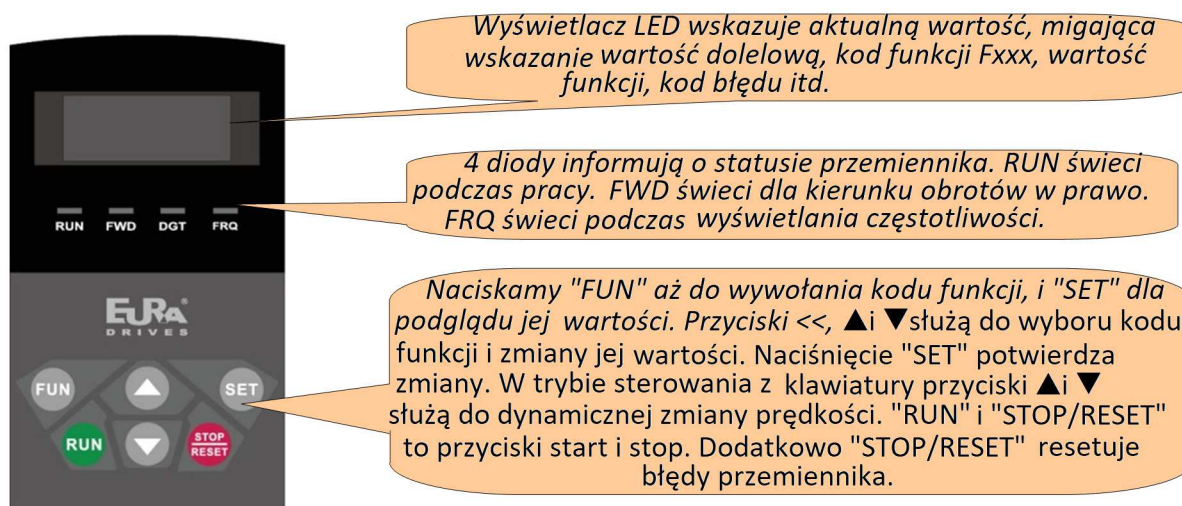 Wyświetlacz LED wskazuje aktualną wartość, migająca
wskazanie wartość dolelową, kod funkcji Fxxx, wartość
funkcji, kod błędu itd.
4 diody informują o statusie przemiennika. RUN świeci
podczas pracy. FWD świeci dla kierunku obrotów w prawo.
FRQ świeci podczas wyświetlania częstotliwości.
RUN FWD DGT FRQ
EURA®
DRIVES
Naciskamy "FUN" aż do wywołania kodu funkcji, i "SET" dla
podglądu jej wartości. Przyciski <<, ▲i ▼służą do wyboru kodu
funkcji i zmiany jej wartości. Naciśnięcie "SET" potwierdza
zmiany. W trybie sterowania z klawiatury przyciski ▲i ▼
służą do dynamicznej zmiany prędkości. "RUN" i "STOP/RESET"
to przyciski start i stop. Dodatkowo "STOP/RESET" resetuje
błędy przemiennika.
FUN SET
RUN STOP
RESET